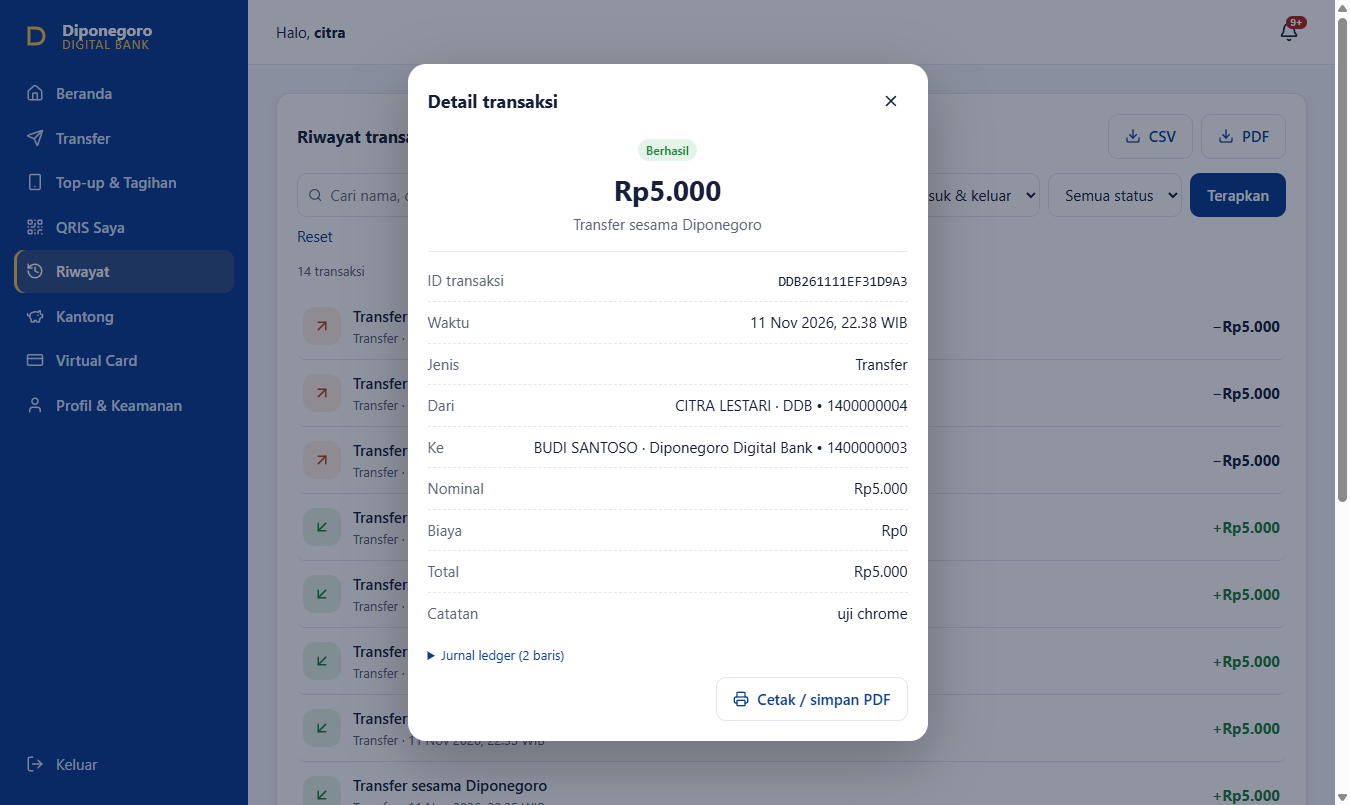 Diponegoro
DIGITAL BANK
Beranda
Transfer
Top-up & Tagihan
QRIS Saya
Riwayat
Kantong
Virtual Card
Profil & Keamanan
Keluar
Halo, citra
9+
Riwayat
CSV
PDF
Cari nama,
& keluar
Semua status
Terapkan
Reset
14 transaksi
Transfer
Transfer ·
−Rp5.000
Transfer
Transfer ·
−Rp5.000
Transfer
Transfer ·
−Rp5.000
Transfer
Transfer ·
+Rp5.000
Transfer
Transfer ·
+Rp5.000
Transfer
Transfer ·
+Rp5.000
Transfer
Transfer ·
+Rp5.000
Transfer sesama Diponegoro
+Rp5.000
Detail transaksi
Berhasil
Rp5.000
Transfer sesama Diponegoro
ID transaksi DDB261111EF31D9A3
Waktu 11 Nov 2026, 22.38 WIB
Jenis Transfer
Dari CITRA LESTARI · DDB • 1400000004
Ke BUDI SANTOSO · Diponegoro Digital Bank • 1400000003
Nominal Rp5.000
Biaya Rp0
Total Rp5.000
Catatan uji chrome
Jurnal ledger (2 baris)
Cetak / simpan PDF